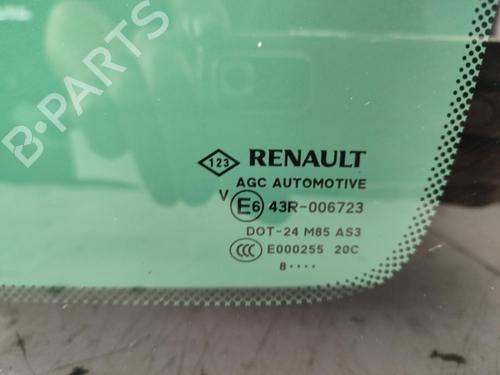 B-PARTS
123 RENAULT
AGC AUTOMOTIVE
V E6 43R-006723
DOT-24 M85 AS3
CCC E000255 20C
8····